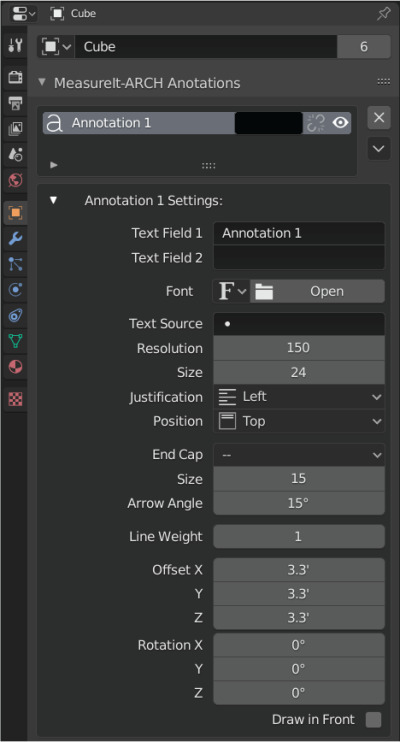 Cube
Cube 6
MeasureIt-ARCH Anotations
a Annotation 1
Annotation 1 Settings:
Text Field 1 Annotation 1
Text Field 2
Font F Open
Text Source •
Resolution 150
Size 24
Justification Left
Position Top
End Cap --
Size 15
Arrow Angle 15°
Line Weight 1
Offset X 3.3'
Y 3.3'
Z 3.3'
Rotation X 0°
Y 0°
Z 0°
Draw in Front